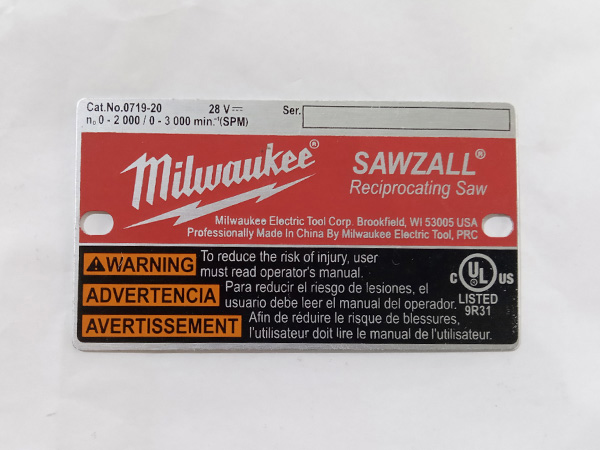 Cat.No.0719-20 28 V⎓ Ser.
n₀ 0 - 2 000 / 0 - 3 000 min.⁻¹(SPM)
Milwaukee®
SAWZALL®
Reciprocating Saw
Milwaukee Electric Tool Corp. Brookfield, WI 53005 USA
Professionally Made In China By Milwaukee Electric Tool, PRC
WARNING To reduce the risk of injury, user
must read operator's manual.
ADVERTENCIA Para reducir el riesgo de lesiones, el
usuario debe leer el manual del operador.
AVERTISSEMENT Afin de réduire le risque de blessures,
l'utilisateur doit lire le manual de l'utilisateur.
C UL® US
LISTED
9R31